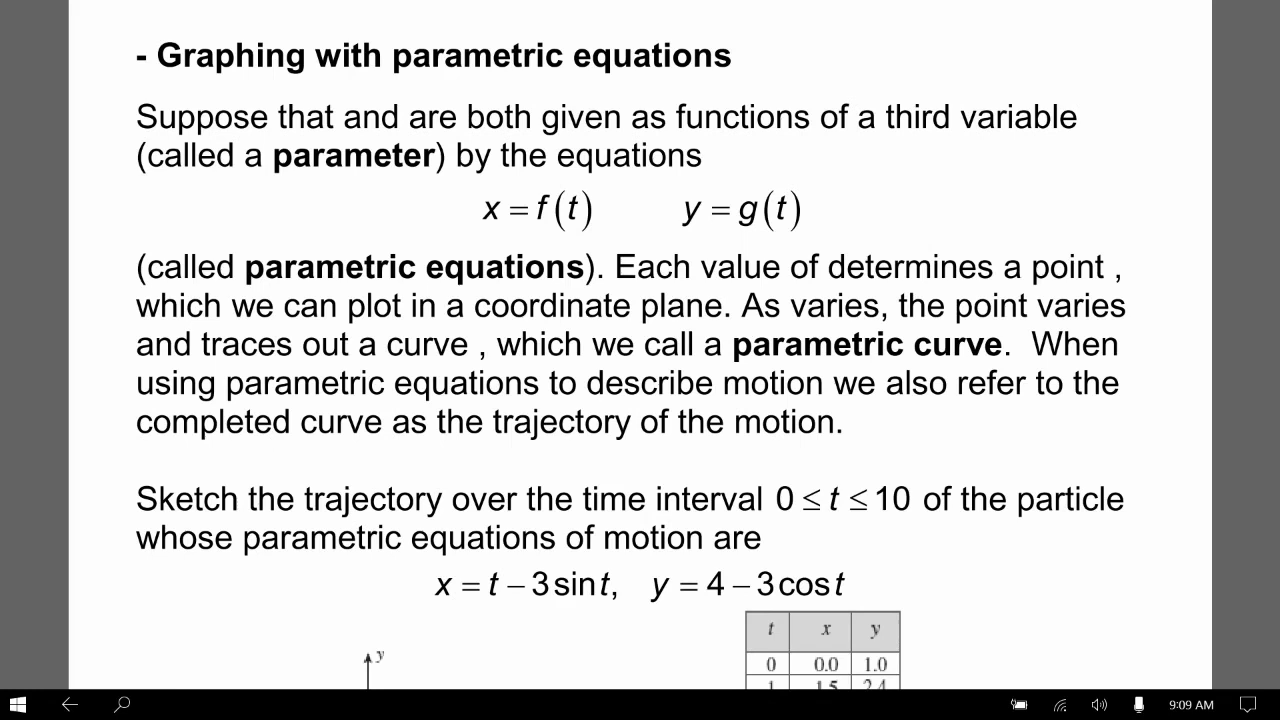 - Graphing with parametric equations
Suppose that and are both given as functions of a third variable
(called a parameter) by the equations
x = f(t) y = g(t)
(called parametric equations). Each value of determines a point ,
which we can plot in a coordinate plane. As varies, the point varies
and traces out a curve , which we call a parametric curve. When
using parametric equations to describe motion we also refer to the
completed curve as the trajectory of the motion.
Sketch the trajectory over the time interval 0 ≤ t ≤ 10 of the particle
whose parametric equations of motion are
x = t − 3 sin t, y = 4 − 3 cos t
t x y
0 0.0 1.0
1 1.5 2.4
y
9:09 AM